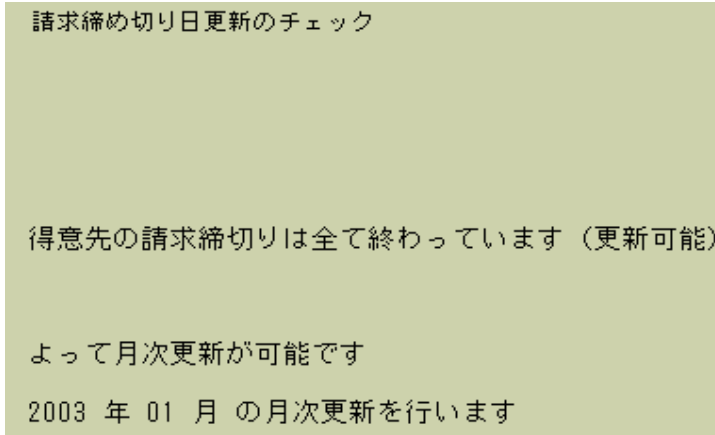 請求締め切り日更新のチェック
得意先の請求締切りは全て終わっています （更新可能）
よって月次更新が可能です
2003 年 01 月 の月次更新を行います